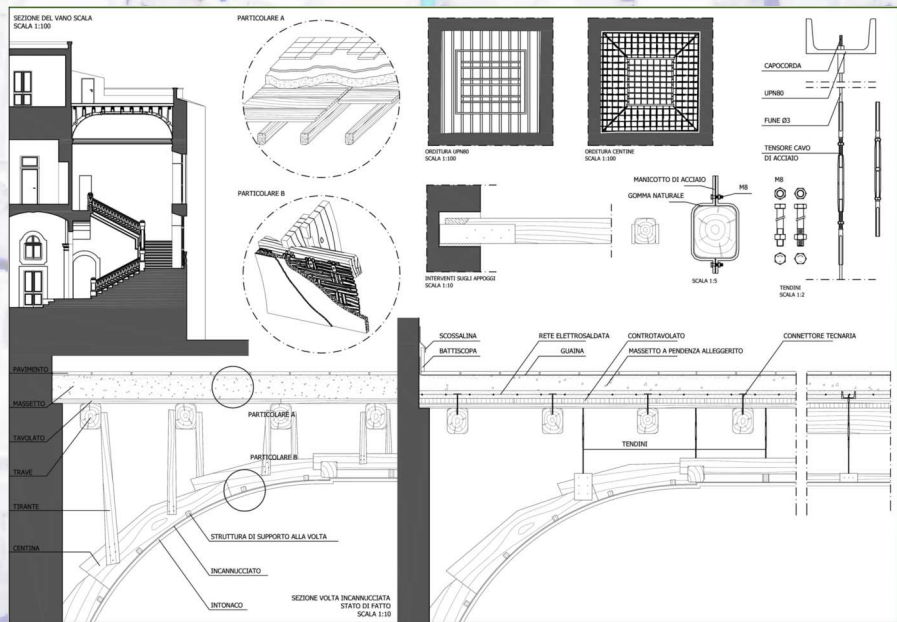 SEZIONE DEL VANO SCALA
SCALA 1:100
PARTICOLARE A
ORDITURA UPN80
SCALA 1:100
ORDITURA CENTINE
SCALA 1:100
CAPOCORDA
UPN80
FUNE Ø3
TENSORE CAVO
DI ACCIAIO
M8
TENDINI
SCALA 1:2
PARTICOLARE B
INTERVENTI SUGLI APPOGGI
SCALA 1:10
MANICOTTO DI ACCIAIO
M8
GOMMA NATURALE
SCALA 1:5
PAVIMENTO
MASSETTO
TAVOLATO
TRAVE
TIRANTE
CENTINA
PARTICOLARE A
PARTICOLARE B
STRUTTURA DI SUPPORTO ALLA VOLTA
INCANNUCCIATO
INTONACO
SEZIONE VOLTA INCANNUCCIATA
STATO DI FATTO
SCALA 1:10
SCOSSALINA
BATTISCOPA
RETE ELETTROSALDATA
GUAINA
CONTROTAVOLATO
MASSETTO A PENDENZA ALLEGGERITO
CONNETTORE TECNARIA
TENDINI